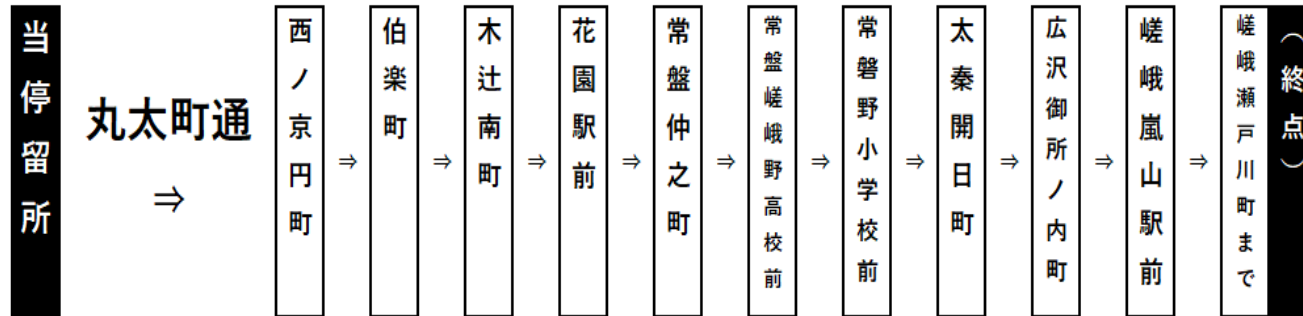 当停留所
丸太町通
⇒
西ノ京円町
⇒
伯楽町
⇒
木辻南町
⇒
花園駅前
⇒
常盤仲之町
⇒
常盤嵯峨野高校前
⇒
常磐野小学校前
⇒
太秦開日町
⇒
広沢御所ノ内町
⇒
嵯峨嵐山駅前
⇒
嵯峨瀬戸川町まで
（終点）